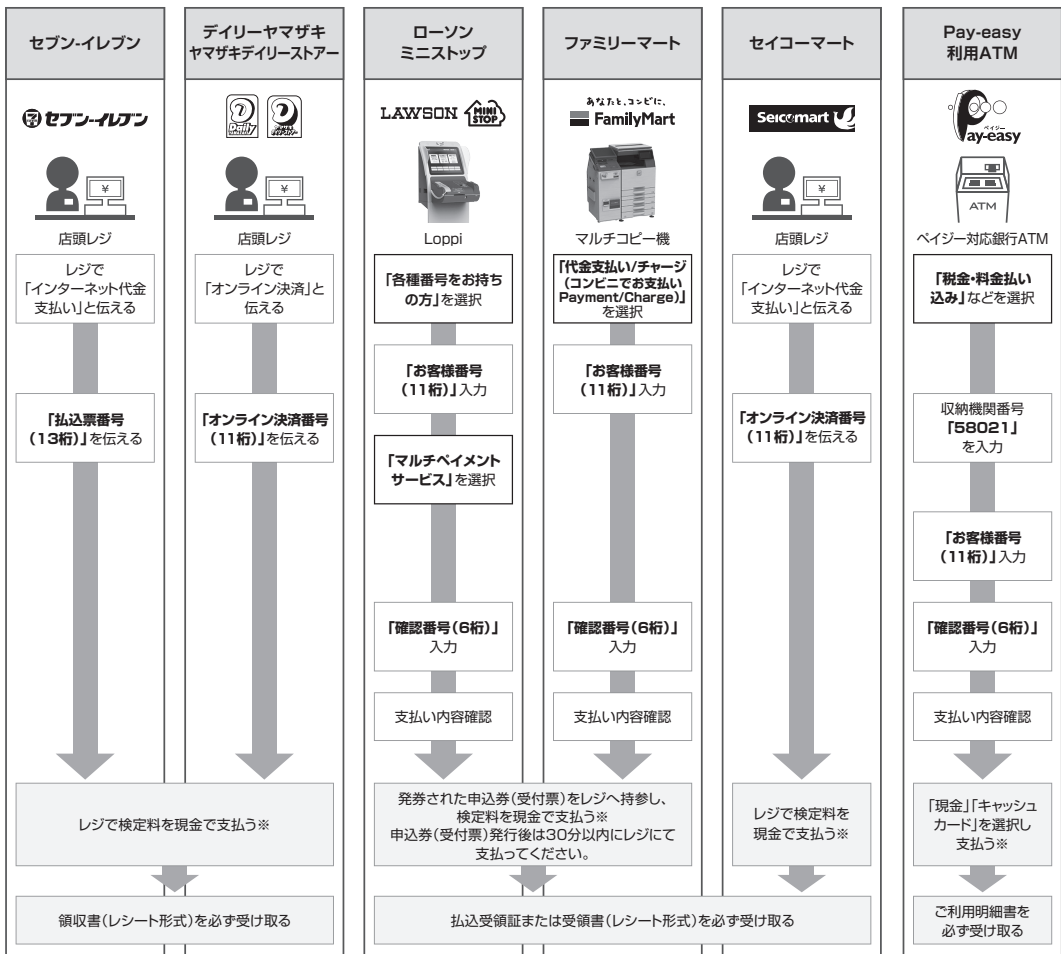 セブン-イレブン
デイリーヤマザキ
ヤマザキデイリーストアー
ローソン
ミニストップ
ファミリーマート
セイコーマート
Pay-easy
利用ATM
セブン-イレブン
Daily
LAWSON
MINI
STOP
あなたと、コンビに、
FamilyMart
Seicomart
ペイジー
Pay-easy
¥
¥
¥
ATM
店頭レジ
店頭レジ
Loppi
マルチコピー機
店頭レジ
ペイジー対応銀行ATM
レジで
「インターネット代金
支払い」と伝える
「払込票番号
(13桁)」を伝える
レジで
「オンライン決済」と
伝える
「オンライン決済番号
(11桁)」を伝える
「各種番号をお持ち
の方」を選択
「お客様番号
(11桁)」入力
「マルチペイメント
サービス」を選択
「確認番号(6桁)」
入力
支払い内容確認
「代金支払い/チャージ
(コンビニでお支払い
Payment/Charge)」
を選択
「お客様番号
(11桁)」入力
「確認番号(6桁)」
入力
支払い内容確認
レジで
「インターネット代金
支払い」と伝える
「オンライン決済番号
(11桁)」を伝える
「税金・料金払い
込み」などを選択
収納機関番号
「58021」
を入力
「お客様番号
(11桁)」入力
「確認番号(6桁)」
入力
支払い内容確認
レジで検定料を現金で支払う※
発券された申込券(受付票)をレジへ持参し、
検定料を現金で支払う※
申込券(受付票)発行後は30分以内にレジにて
支払ってください。
レジで検定料を
現金で支払う※
「現金」「キャッシュ
カード」を選択し
支払う※
領収書(レシート形式)を必ず受け取る
払込受領証または受領書(レシート形式)を必ず受け取る
ご利用明細書を
必ず受け取る